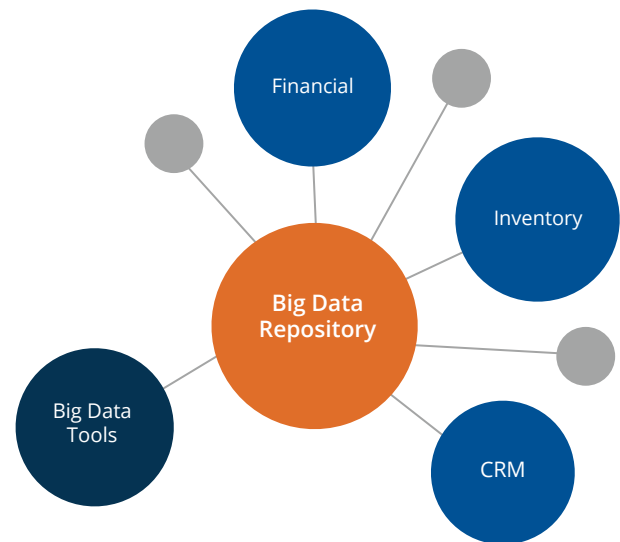 Financial
Inventory
Big Data
Repository
Big Data
Tools
CRM